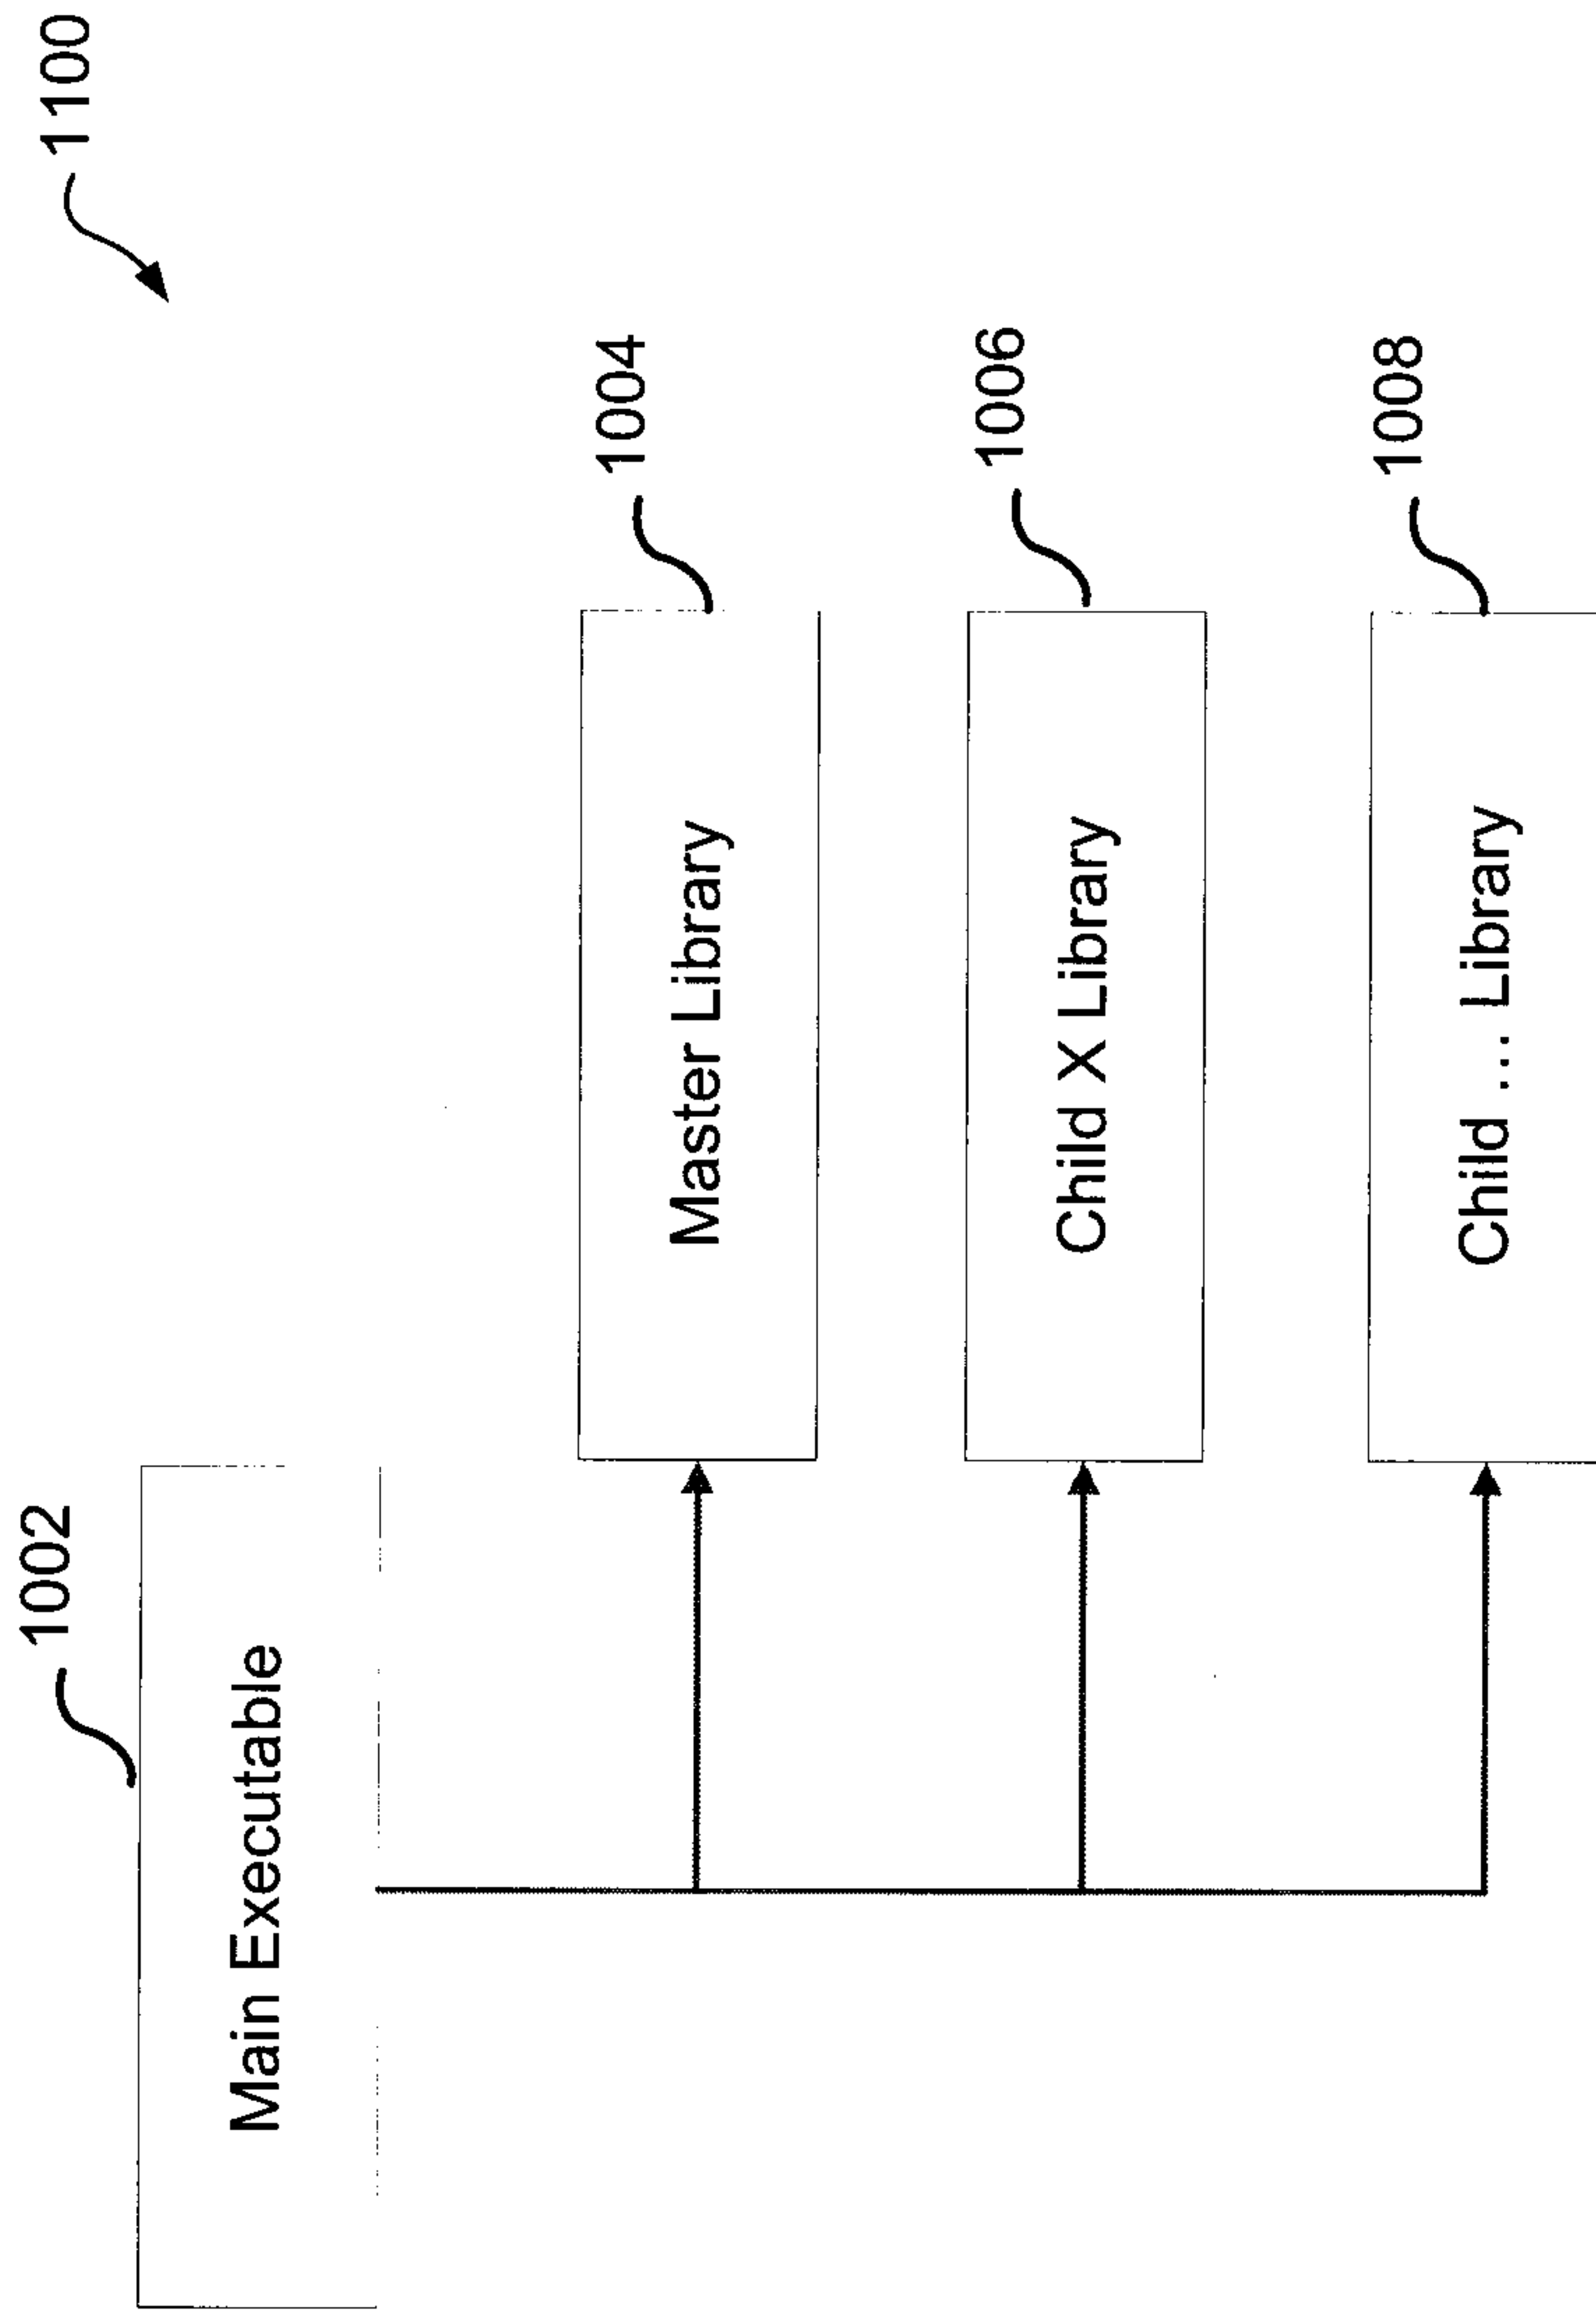 1100
1002
Main Executable
1004
Master Library
1006
Child X Library
1008
Child ... Library